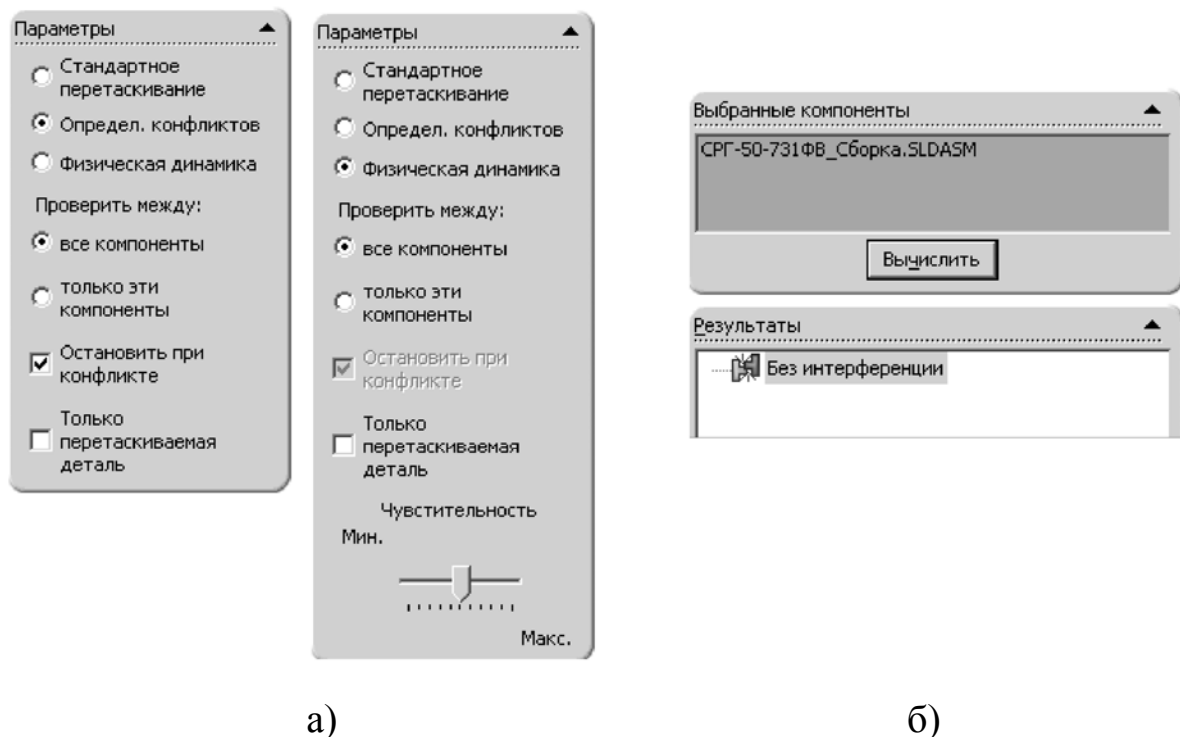 Параметры
Стандартное
перетаскивание
Определ. конфликтов
Физическая динамика
Проверить между:
все компоненты
только эти
компоненты
Остановить при
конфликте
Только
перетаскиваемая
деталь
Параметры
Стандартное
перетаскивание
Определ. конфликтов
Физическая динамика
Проверить между:
все компоненты
только эти
компоненты
Остановить при
конфликте
Только
перетаскиваемая
деталь
Чувствительность
Мин.
Макс.
а)
Выбранные компоненты
СРГ-50-731ФВ_Сборка.SLDASM
Вычислить
Результаты
Без интерференции
б)